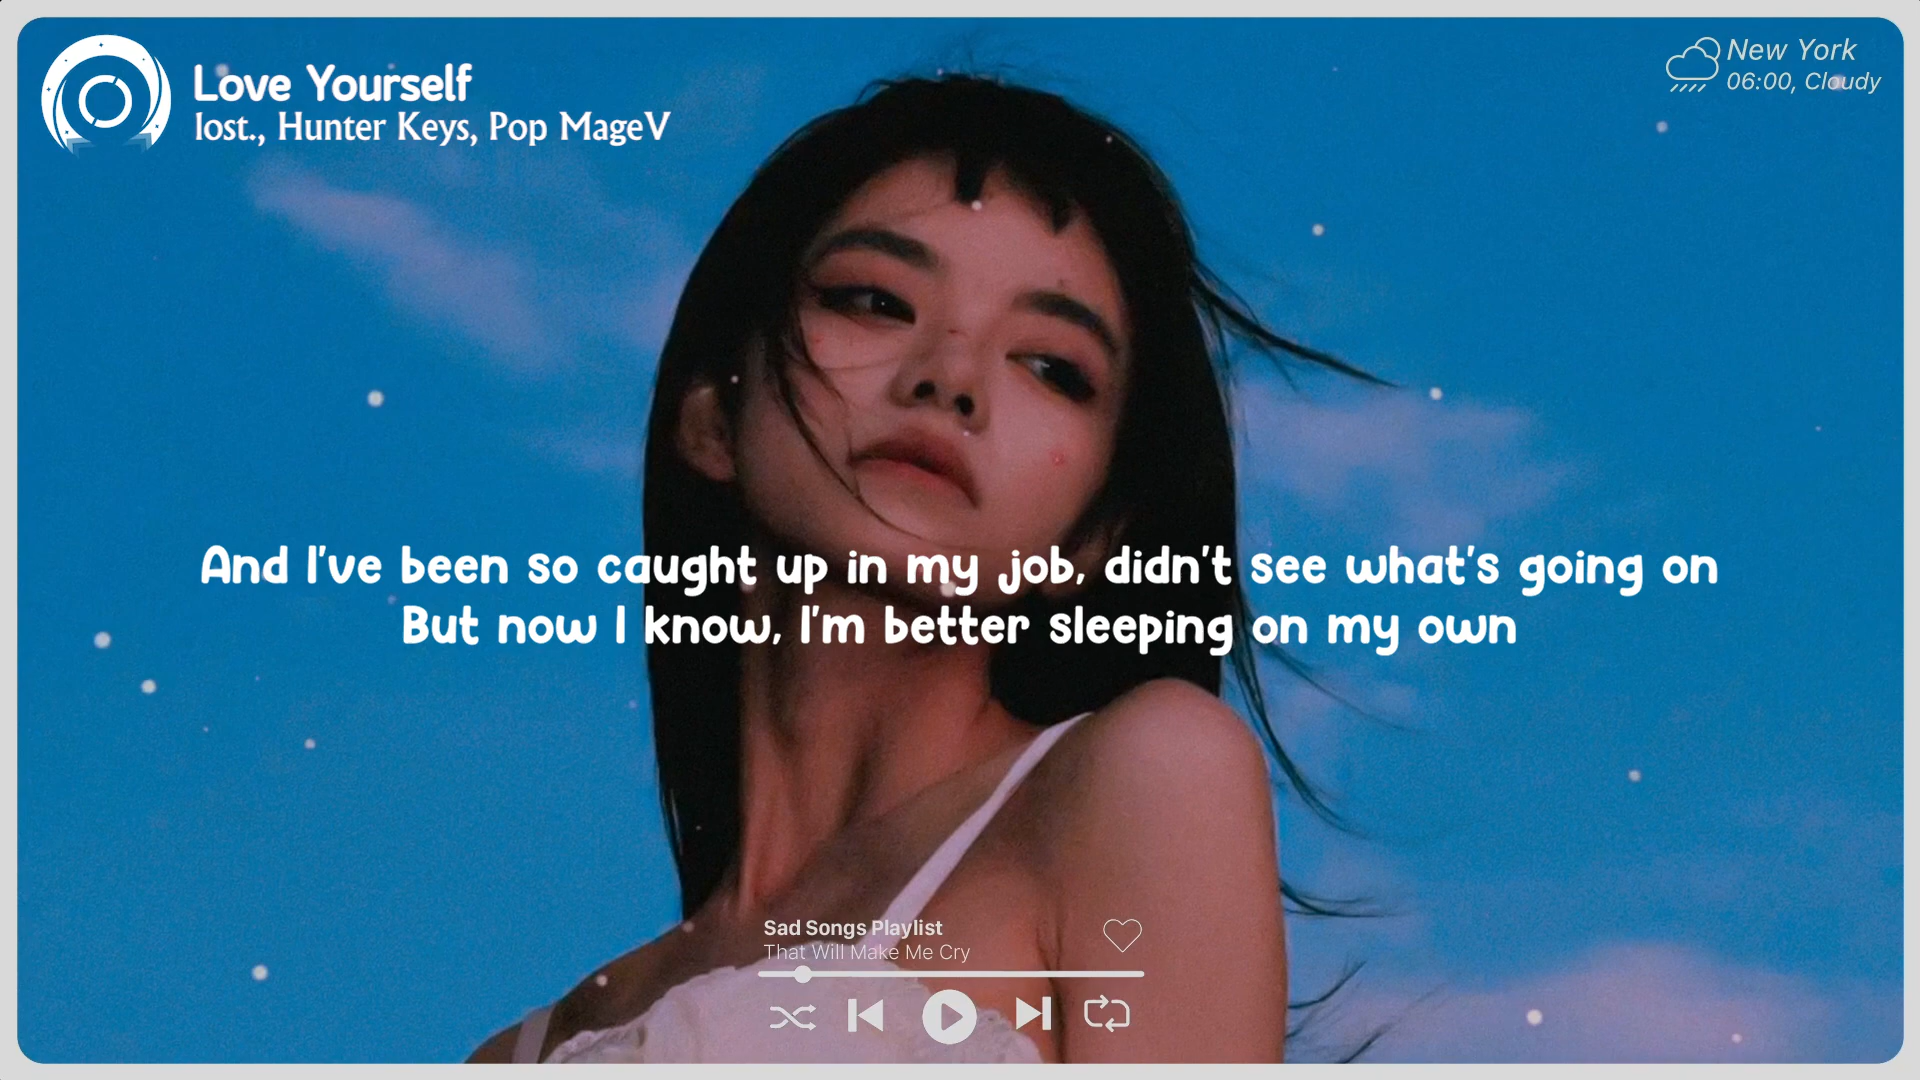 Love Yourself
lost., Hunter Keys, Pop MageV
New York
06:00, Cloudy
And I've been so caught up in my job, didn't see what's going on
But now I know, I'm better sleeping on my own
Sad Songs Playlist
That Will Make Me Cry